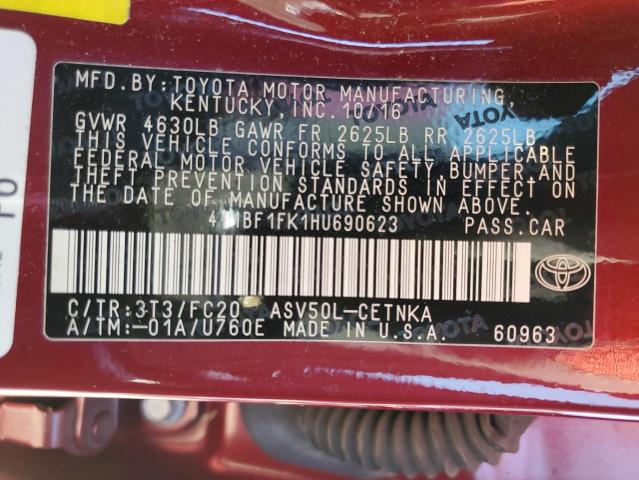 MFD. BY: TOYOTA MOTOR MANUFACTURING,
KENTUCKY, INC. 10/16
GVWR 4630LB GAWR FR 2625LB RR 2625LB
THIS VEHICLE CONFORMS TO ALL APPLICABLE
FEDERAL MOTOR VEHICLE SAFETY, BUMPER, AND
THEFT PREVENTION STANDARDS IN EFFECT ON
THE DATE OF MANUFACTURE SHOWN ABOVE.
BF1FK1HU690623 PASS.CAR
C/TR:3T3/FC20 ASV50L-CETNKA
A/TM:-01A/U760E MADE IN U.S.A. 60963